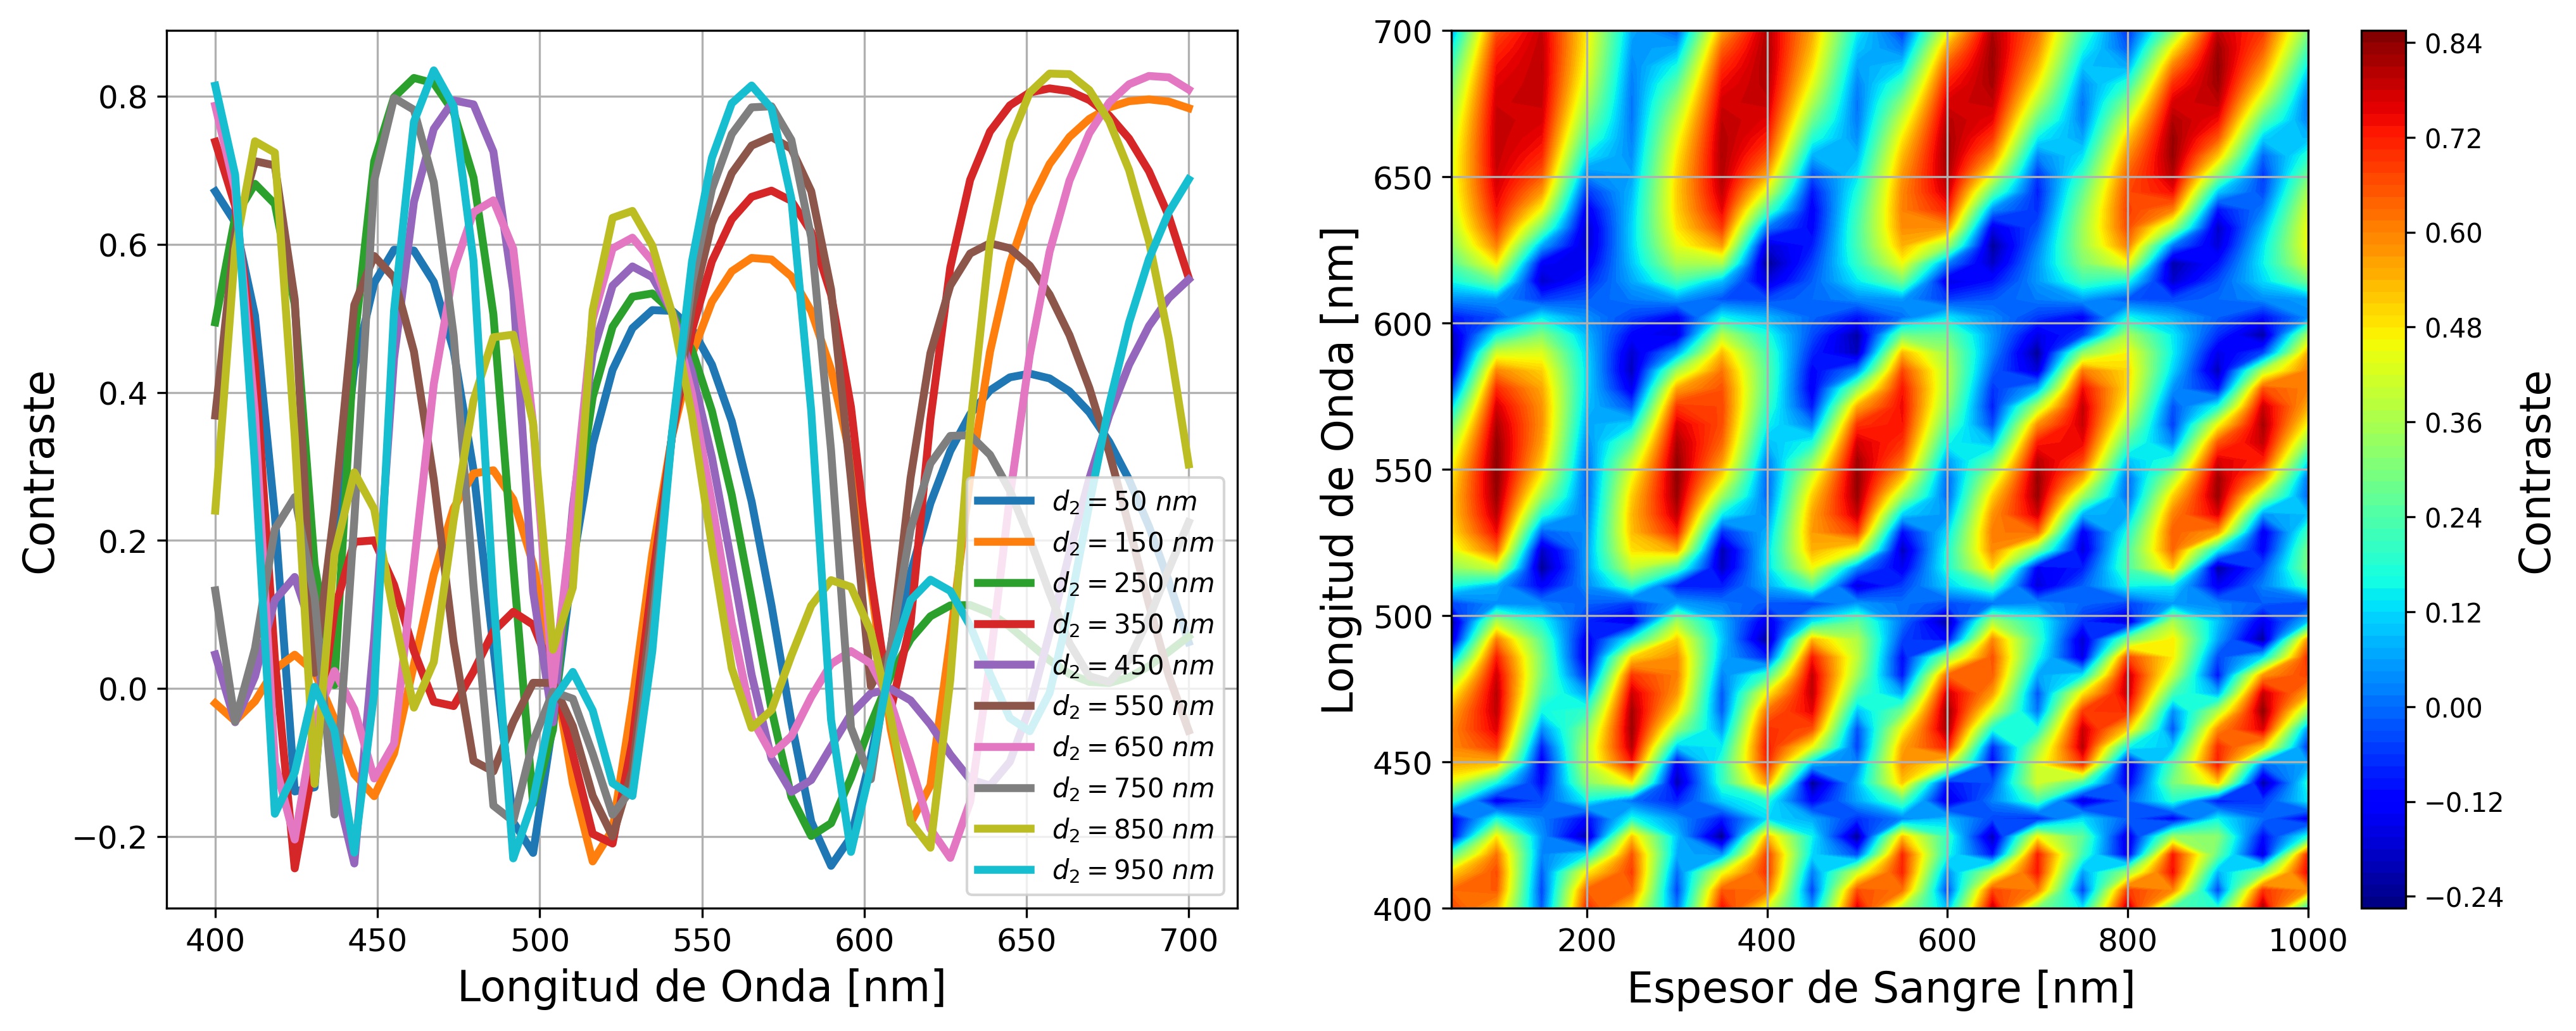 Contraste
0.8
0.6
0.4
0.2
0.0
−0.2
400 450 500 550 600 650 700
Longitud de Onda [nm]
d₂ = 50 nm
d₂ = 150 nm
d₂ = 250 nm
d₂ = 350 nm
d₂ = 450 nm
d₂ = 550 nm
d₂ = 650 nm
d₂ = 750 nm
d₂ = 850 nm
d₂ = 950 nm
Longitud de Onda [nm]
700
650
600
550
500
450
400
200 400 600 800 1000
Espesor de Sangre [nm]
0.84
0.72
0.60
0.48
0.36
0.24
0.12
0.00
−0.12
−0.24
Contraste